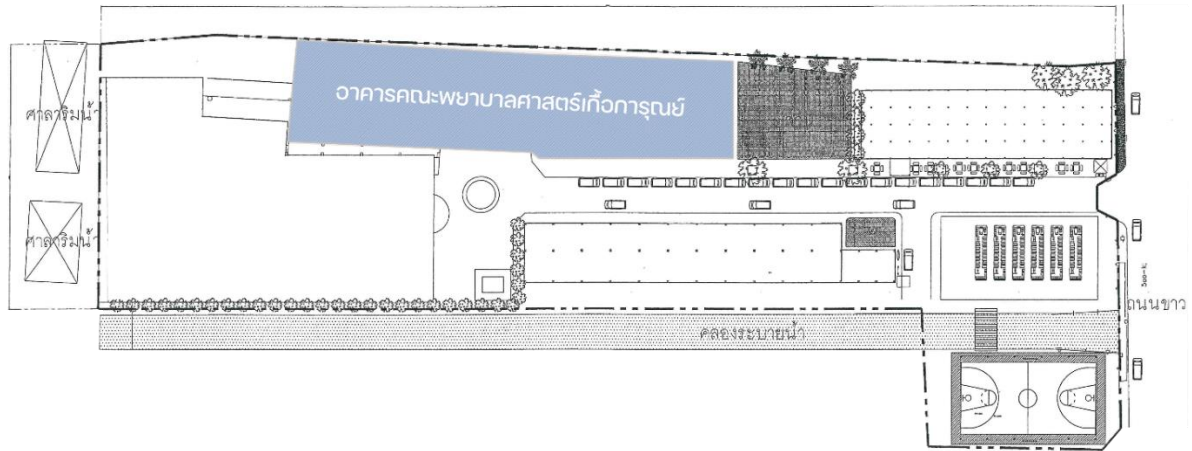 อาคารคณะพยาบาลศาสตร์เกื้อการุณย์
ศาลาริมน้ำ
ศาลาริมน้ำ
ถนนขาว
คลองระบายน้ำ